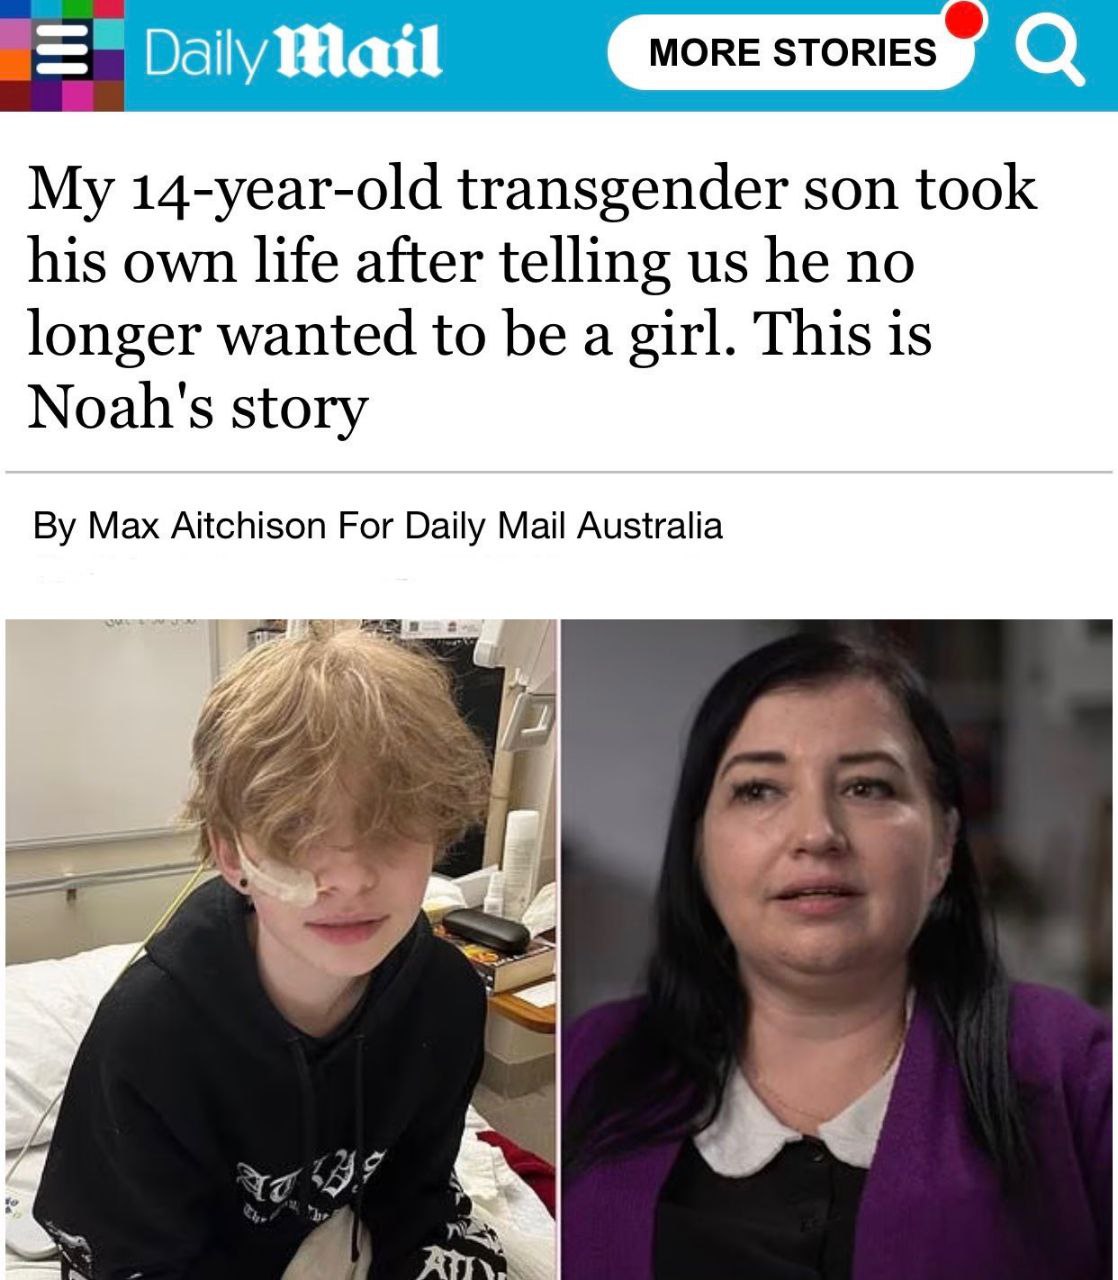 Daily Mail
MORE STORIES
My 14-year-old transgender son took
his own life after telling us he no
longer wanted to be a girl. This is
Noah's story
By Max Aitchison For Daily Mail Australia